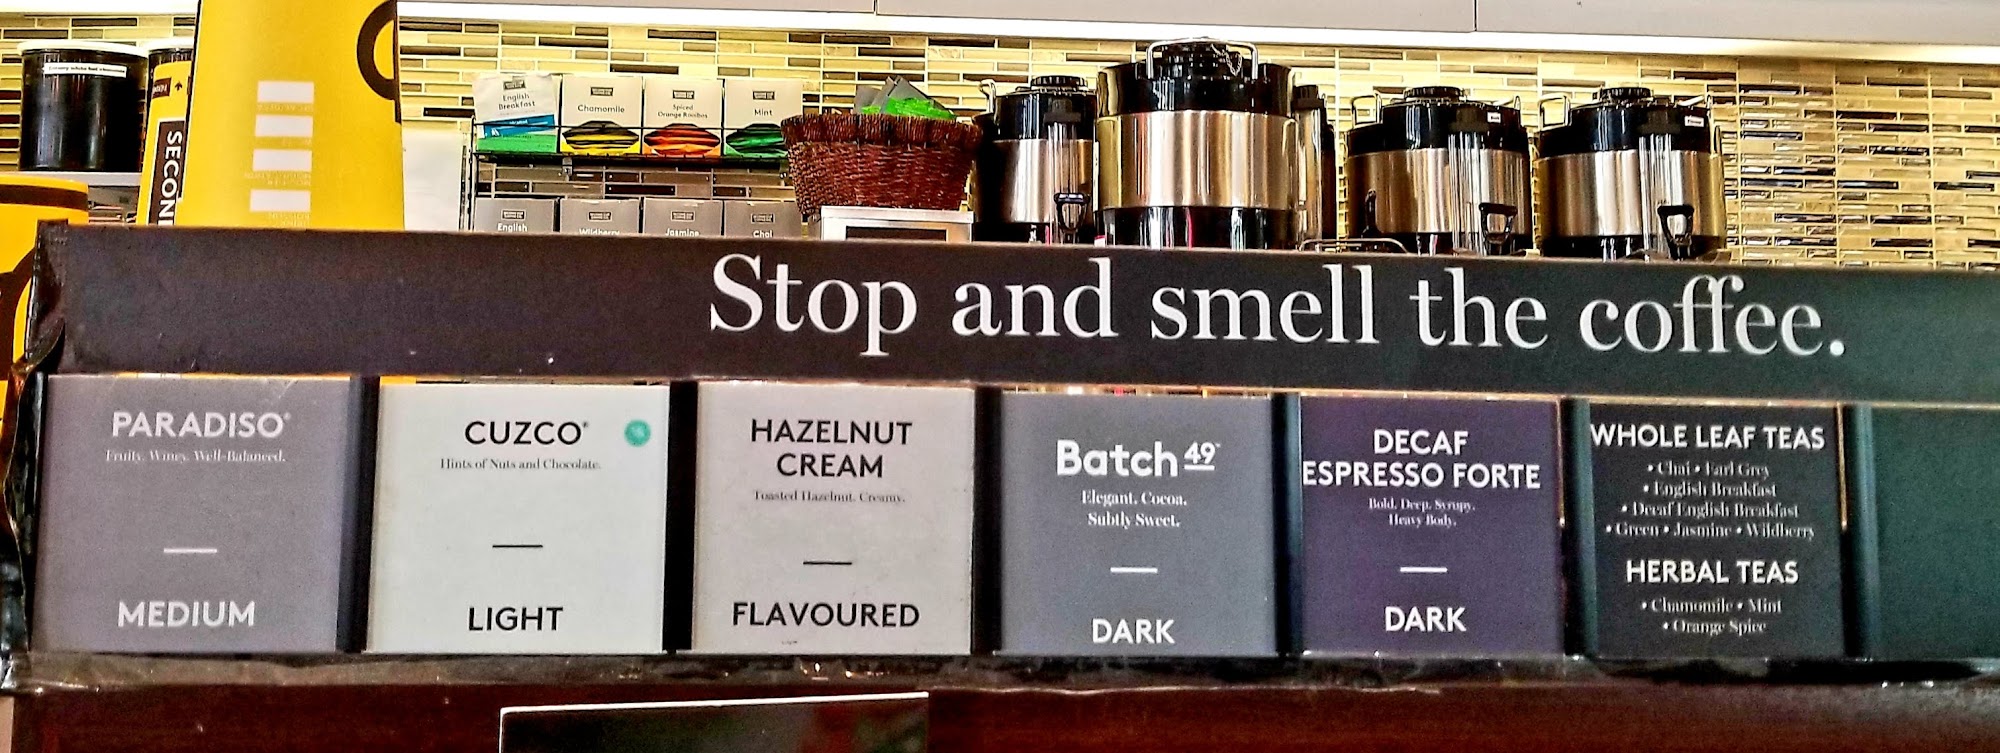 SECON
English
Breakfast
Chamomile
Spiced
Orange Rooibos
Mint
English
Wildberry
Jasmine
Chai
Stop and smell the coffee.
PARADISO®
Fruity. Winey. Well-Balanced.
MEDIUM
CUZCO®
Hints of Nuts and Chocolate.
LIGHT
HAZELNUT
CREAM
Toasted Hazelnut. Creamy.
FLAVOURED
Batch 49™
Elegant. Cocoa.
Subtly Sweet.
DARK
DECAF
ESPRESSO FORTE
Bold. Deep. Syrupy.
Heavy Body.
DARK
WHOLE LEAF TEAS
• Chai • Earl Grey
• English Breakfast
• Decaf English Breakfast
• Green • Jasmine • Wildberry
HERBAL TEAS
• Chamomile • Mint
• Orange Spice